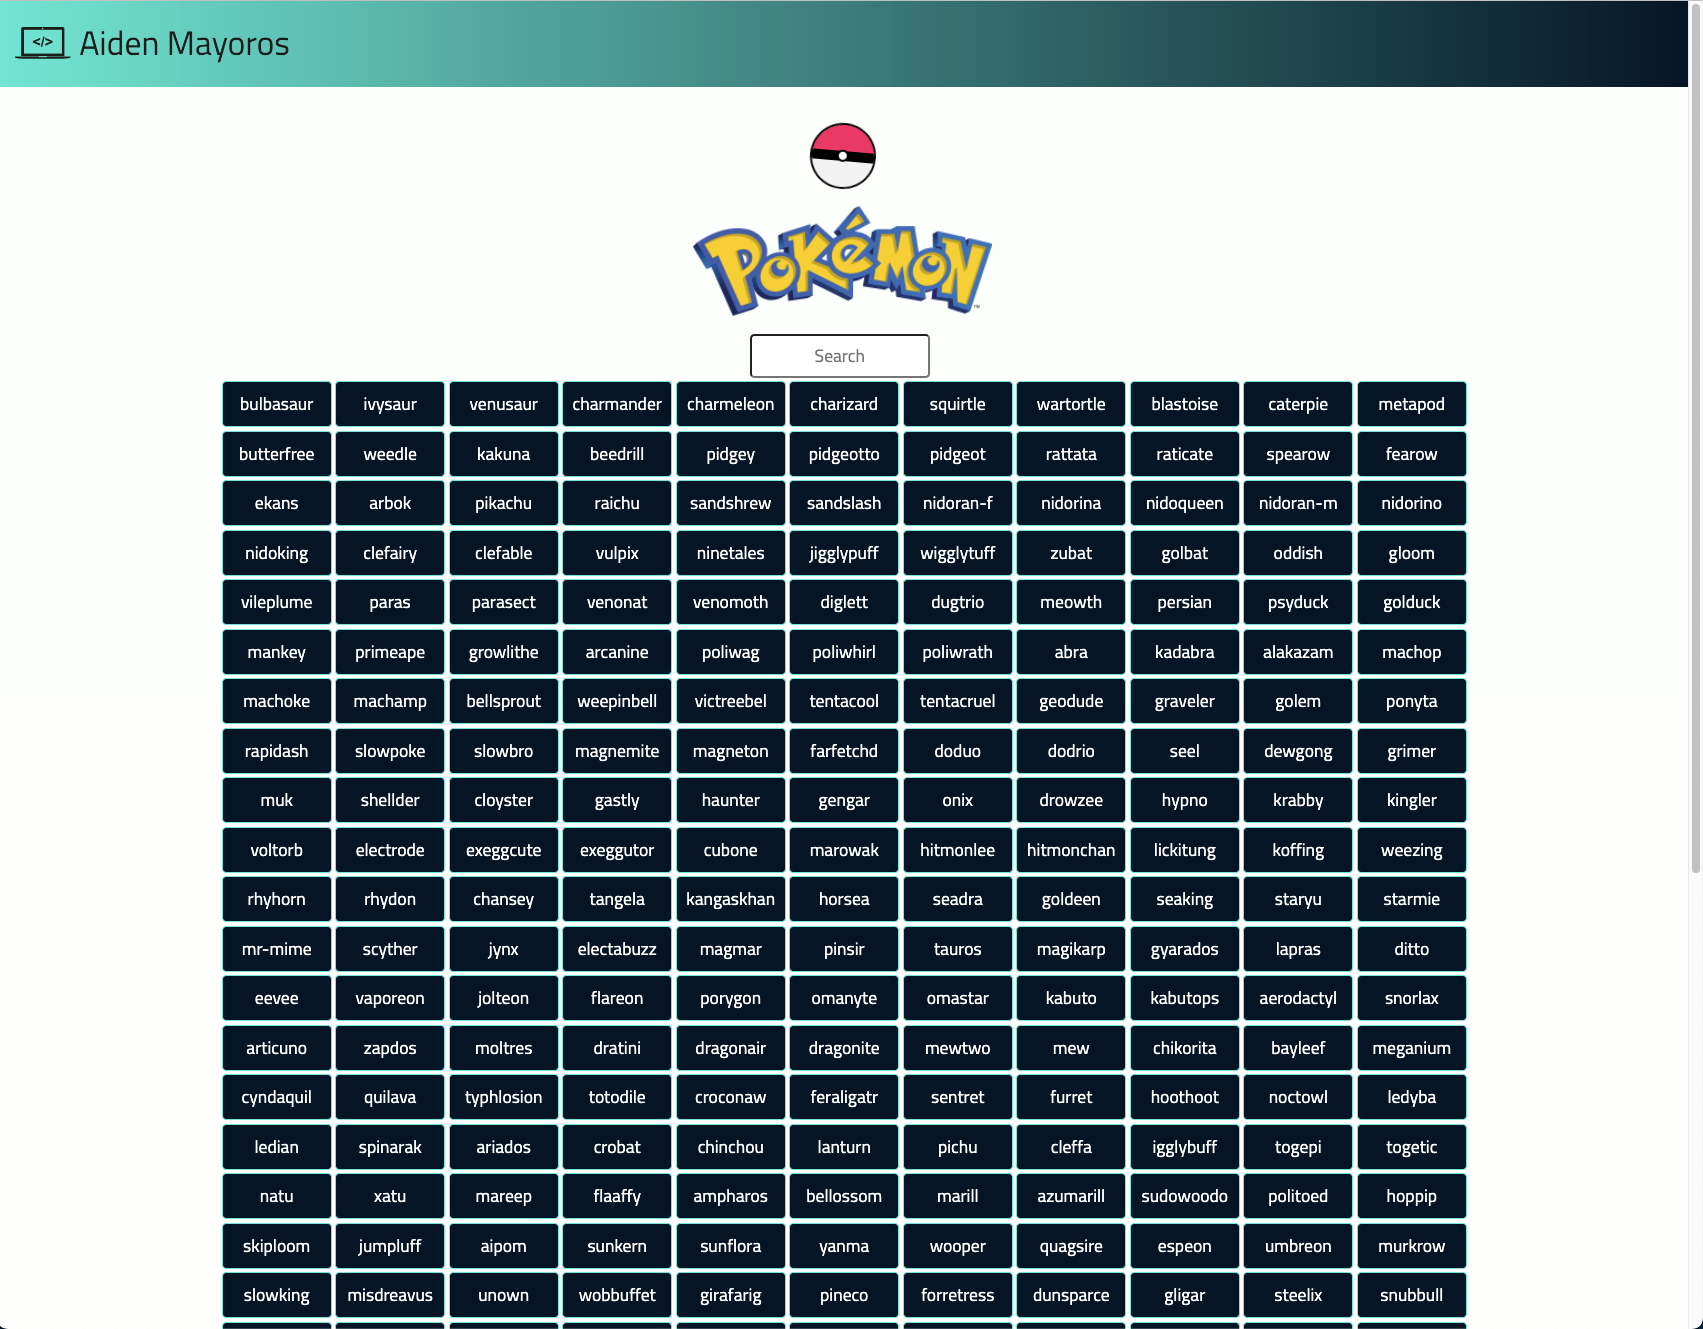 </> Aiden Mayoros
POKéMON™
Search
bulbasaur ivysaur venusaur charmander charmeleon charizard squirtle wartortle blastoise caterpie metapod
butterfree weedle kakuna beedrill pidgey pidgeotto pidgeot rattata raticate spearow fearow
ekans arbok pikachu raichu sandshrew sandslash nidoran-f nidorina nidoqueen nidoran-m nidorino
nidoking clefairy clefable vulpix ninetales jigglypuff wigglytuff zubat golbat oddish gloom
vileplume paras parasect venonat venomoth diglett dugtrio meowth persian psyduck golduck
mankey primeape growlithe arcanine poliwag poliwhirl poliwrath abra kadabra alakazam machop
machoke machamp bellsprout weepinbell victreebel tentacool tentacruel geodude graveler golem ponyta
rapidash slowpoke slowbro magnemite magneton farfetchd doduo dodrio seel dewgong grimer
muk shellder cloyster gastly haunter gengar onix drowzee hypno krabby kingler
voltorb electrode exeggcute exeggutor cubone marowak hitmonlee hitmonchan lickitung koffing weezing
rhyhorn rhydon chansey tangela kangaskhan horsea seadra goldeen seaking staryu starmie
mr-mime scyther jynx electabuzz magmar pinsir tauros magikarp gyarados lapras ditto
eevee vaporeon jolteon flareon porygon omanyte omastar kabuto kabutops aerodactyl snorlax
articuno zapdos moltres dratini dragonair dragonite mewtwo mew chikorita bayleef meganium
cyndaquil quilava typhlosion totodile croconaw feraligatr sentret furret hoothoot noctowl ledyba
ledian spinarak ariados crobat chinchou lanturn pichu cleffa igglybuff togepi togetic
natu xatu mareep flaaffy ampharos bellossom marill azumarill sudowoodo politoed hoppip
skiploom jumpluff aipom sunkern sunflora yanma wooper quagsire espeon umbreon murkrow
slowking misdreavus unown wobbuffet girafarig pineco forretress dunsparce gligar steelix snubbull